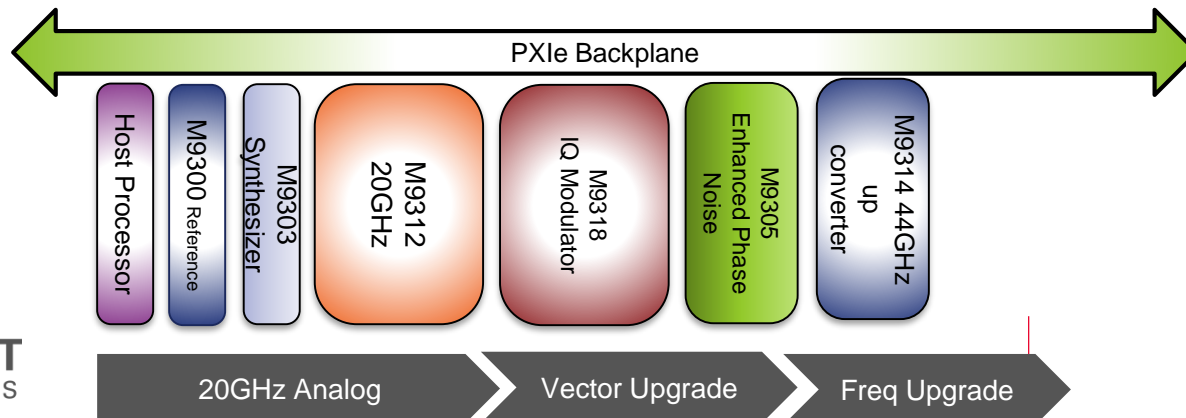 PXIe Backplane
Host Processor
M9300 Reference
M9303
Synthesizer
M9312
20GHz
M9318
IQ Modulator
M9305
Enhanced Phase
Noise
M9314 44GHz
up
converter
T
S
20GHz Analog
Vector Upgrade
Freq Upgrade